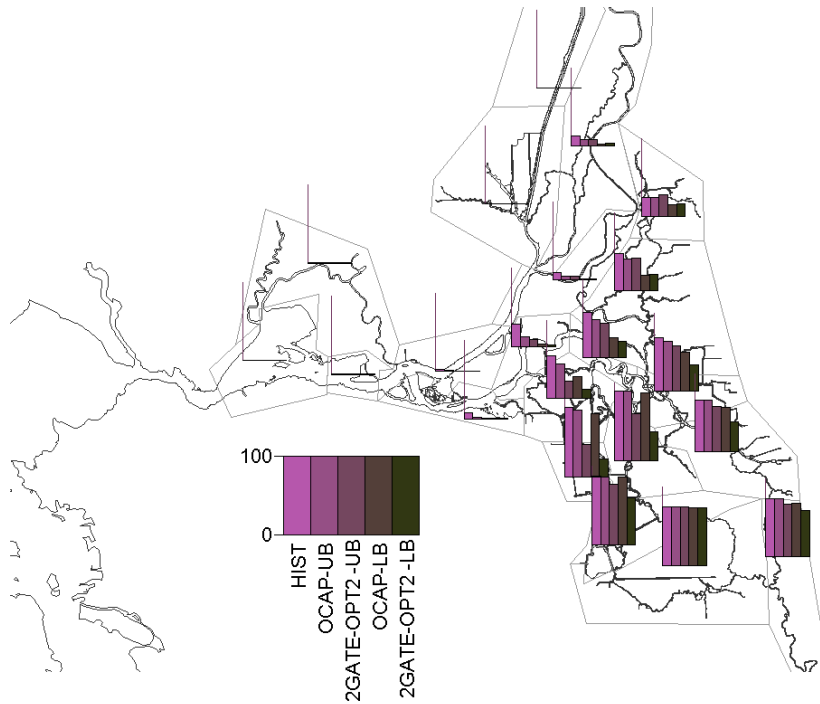 100
0
HIST
OCAP-UB
2GATE-OPT2 -UB
OCAP-LB
2GATE-OPT2 -LB